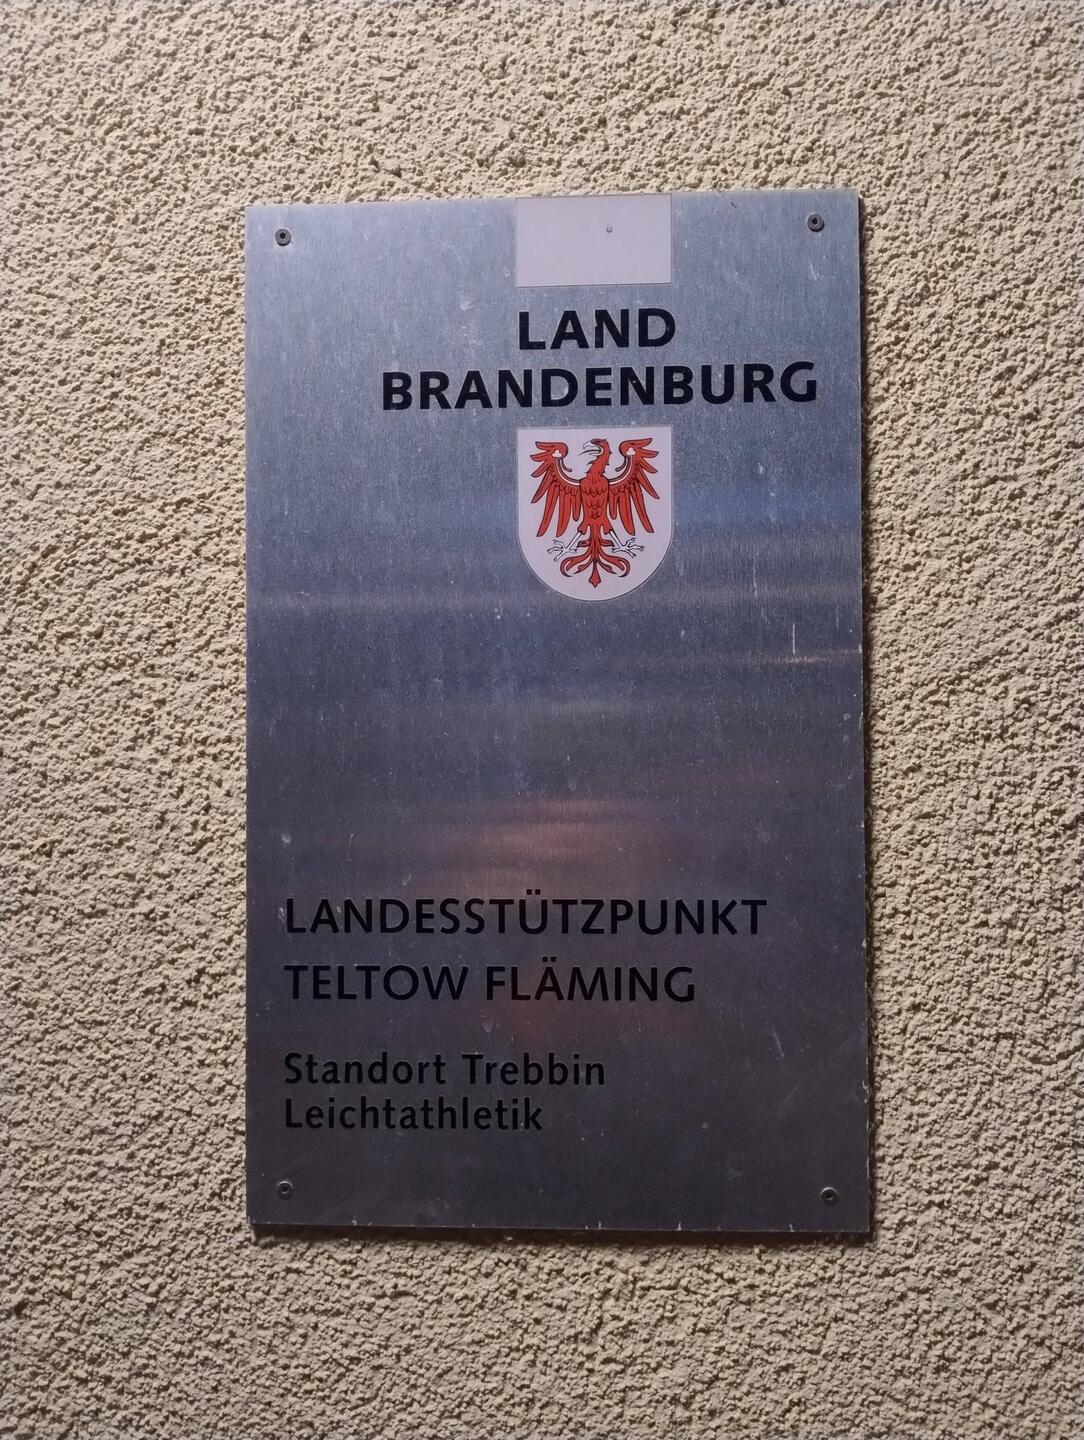 LAND
BRANDENBURG
LANDESSTÜTZPUNKT
TELTOW FLÄMING
Standort Trebbin
Leichtathletik